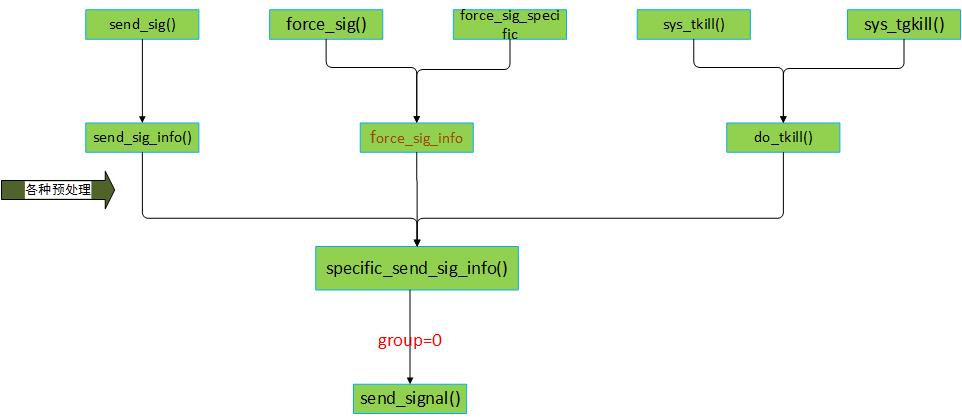 send_sig()
force_sig()
force_sig_speci
fic
sys_tkill()
sys_tgkill()
send_sig_info()
force_sig_info
do_tkill()
各种预处理
specific_send_sig_info()
group=0
send_signal()